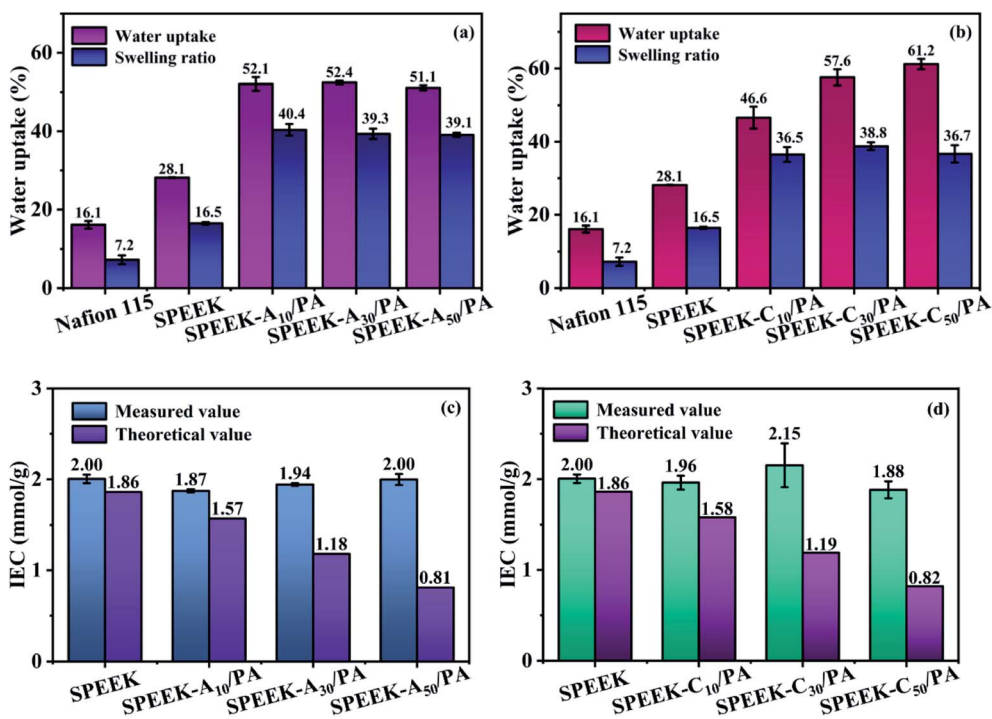 (a)
Water uptake
Swelling ratio
Water uptake (%)
60
40
20
0
16.1
7.2
28.1
16.5
52.1
40.4
52.4
39.3
51.1
39.1
Nafion 115
SPEEK
SPEEK-A₁₀/PA
SPEEK-A₃₀/PA
SPEEK-A₅₀/PA
(b)
Water uptake
Swelling ratio
Water uptake (%)
60
40
20
0
16.1
7.2
28.1
16.5
46.6
36.5
57.6
38.8
61.2
36.7
Nafion 115
SPEEK
SPEEK-C₁₀/PA
SPEEK-C₃₀/PA
SPEEK-C₅₀/PA
(c)
Measured value
Theoretical value
IEC (mmol/g)
3
2
1
0
2.00
1.86
1.87
1.57
1.94
1.18
2.00
0.81
SPEEK
SPEEK-A₁₀/PA
SPEEK-A₃₀/PA
SPEEK-A₅₀/PA
(d)
Measured value
Theoretical value
IEC (mmol/g)
3
2
1
0
2.00
1.86
1.96
1.58
2.15
1.19
1.88
0.82
SPEEK
SPEEK-C₁₀/PA
SPEEK-C₃₀/PA
SPEEK-C₅₀/PA